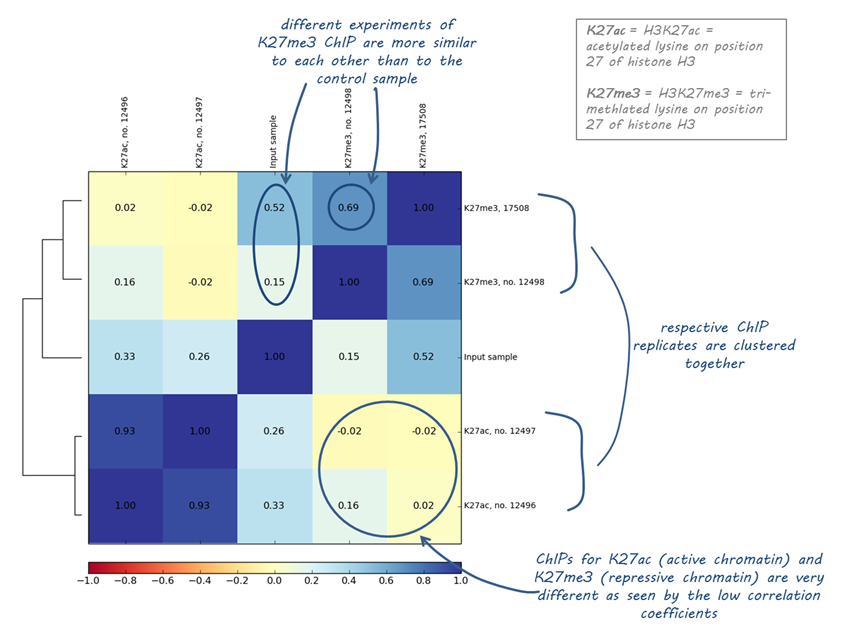 different experiments of
K27me3 ChIP are more similar
to each other than to the
control sample
K27ac = H3K27ac =
acetylated lysine on position
27 of histone H3
K27me3 = H3K27me3 = tri-
methlated lysine on position
27 of histone H3
K27ac, no. 12496
K27ac, no. 12497
Input sample
K27me3, no. 12498
K27me3, 17508
0.02 -0.02 0.52 0.69 1.00 K27me3, 17508
0.16 -0.02 0.15 1.00 0.69 K27me3, no. 12498
0.33 0.26 1.00 0.15 0.52 Input sample
0.93 1.00 0.26 -0.02 -0.02 K27ac, no. 12497
1.00 0.93 0.33 0.16 0.02 K27ac, no. 12496
respective ChIP
replicates are clustered
together
−1.0 −0.8 −0.6 −0.4 −0.2 0.0 0.2 0.4 0.6 0.8 1.0
ChIPs for K27ac (active chromatin) and
K27me3 (repressive chromatin) are very
different as seen by the low correlation
coefficients